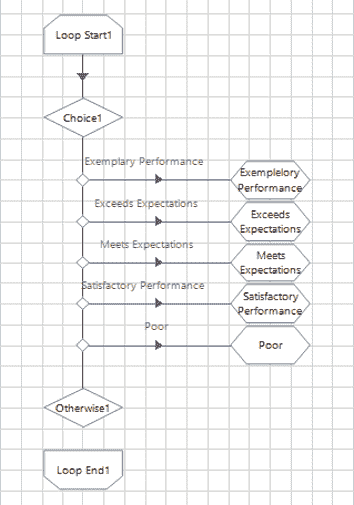 Loop Start1
Choice1
Exemplary Performance
Exemplelory
Performance
Exceeds Expectations
Exceeds
Expectations
Meets Expectations
Meets
Expectations
Satisfactory Performance
Satisfactory
Performance
Poor
Poor
Otherwise1
Loop End1